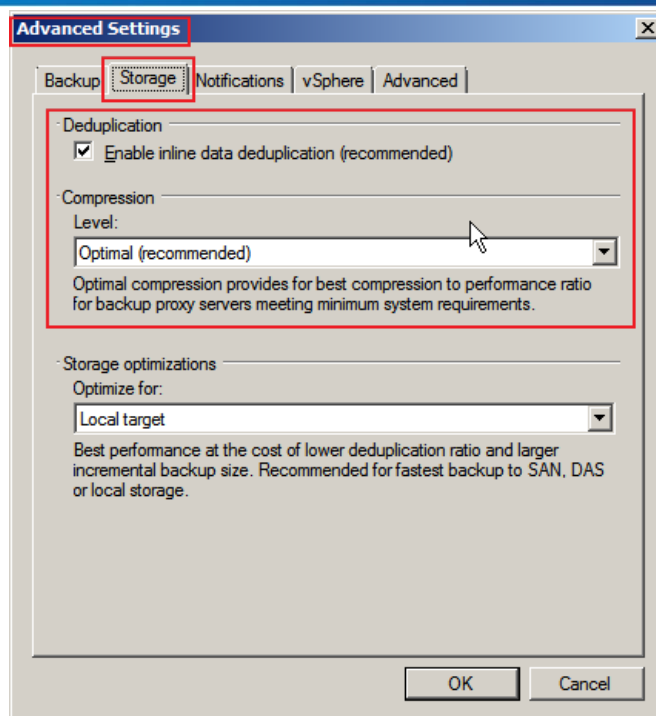 Advanced Settings
Backup Storage Notifications vSphere Advanced
Deduplication
Enable inline data deduplication (recommended)
Compression
Level:
Optimal (recommended)
Optimal compression provides for best compression to performance ratio
for backup proxy servers meeting minimum system requirements.
Storage optimizations
Optimize for:
Local target
Best performance at the cost of lower deduplication ratio and larger
incremental backup size. Recommended for fastest backup to SAN, DAS
or local storage.
OK Cancel